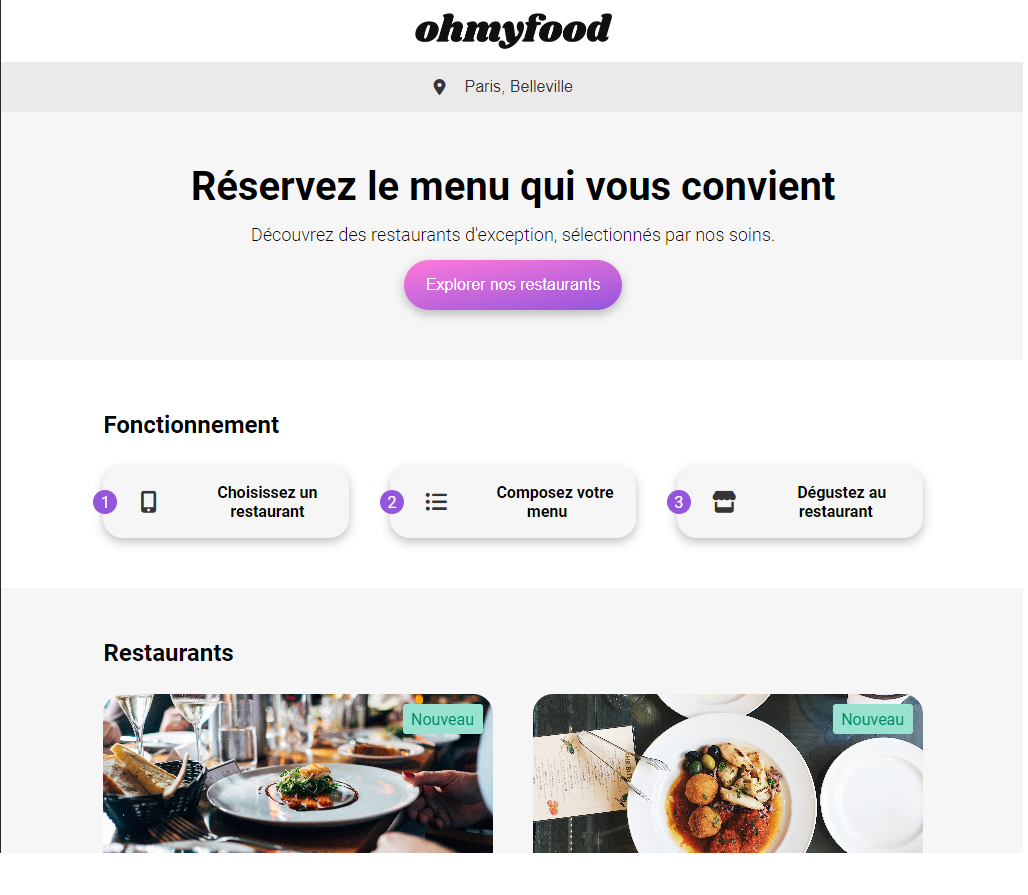 ohmyfood
Paris, Belleville
Réservez le menu qui vous convient
Découvrez des restaurants d'exception, sélectionnés par nos soins.
Explorer nos restaurants
Fonctionnement
1
Choisissez un
restaurant
2
Composez votre
menu
3
Dégustez au
restaurant
Restaurants
Nouveau
Nouveau